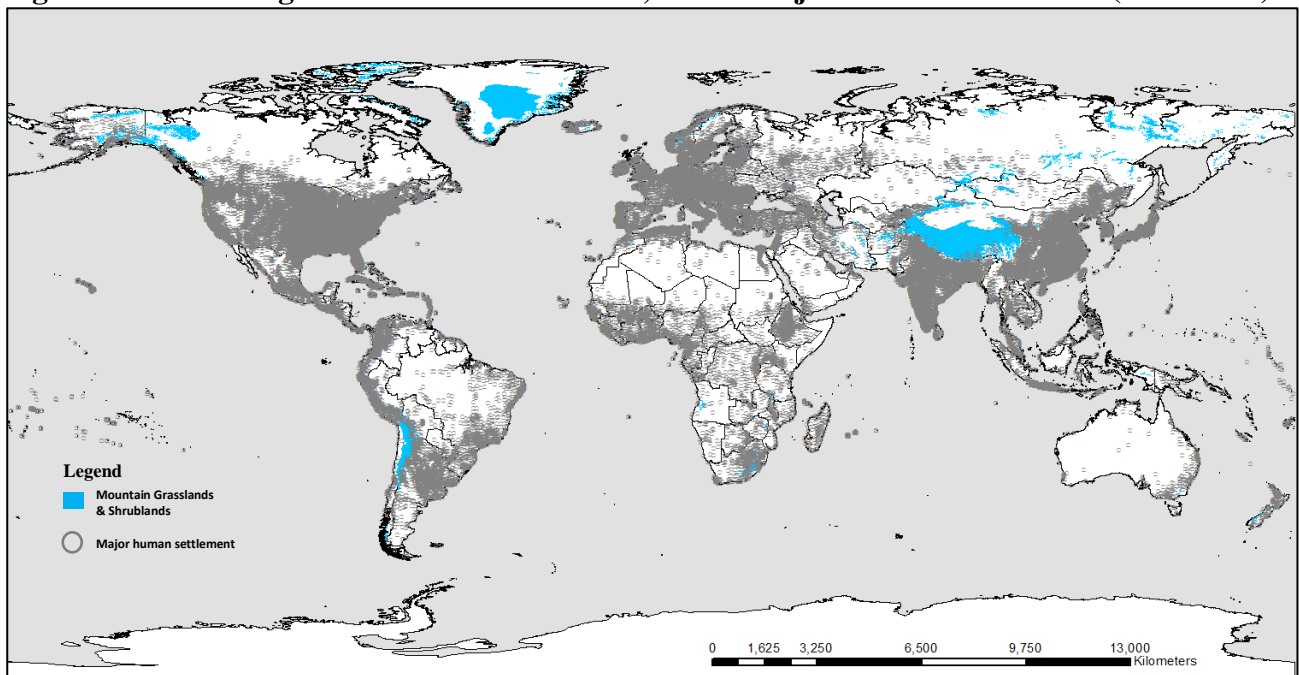 Legend
Mountain Grasslands
& Shrublands
Major human settlement
0 1,625 3,250 6,500 9,750 13,000
Kilometers